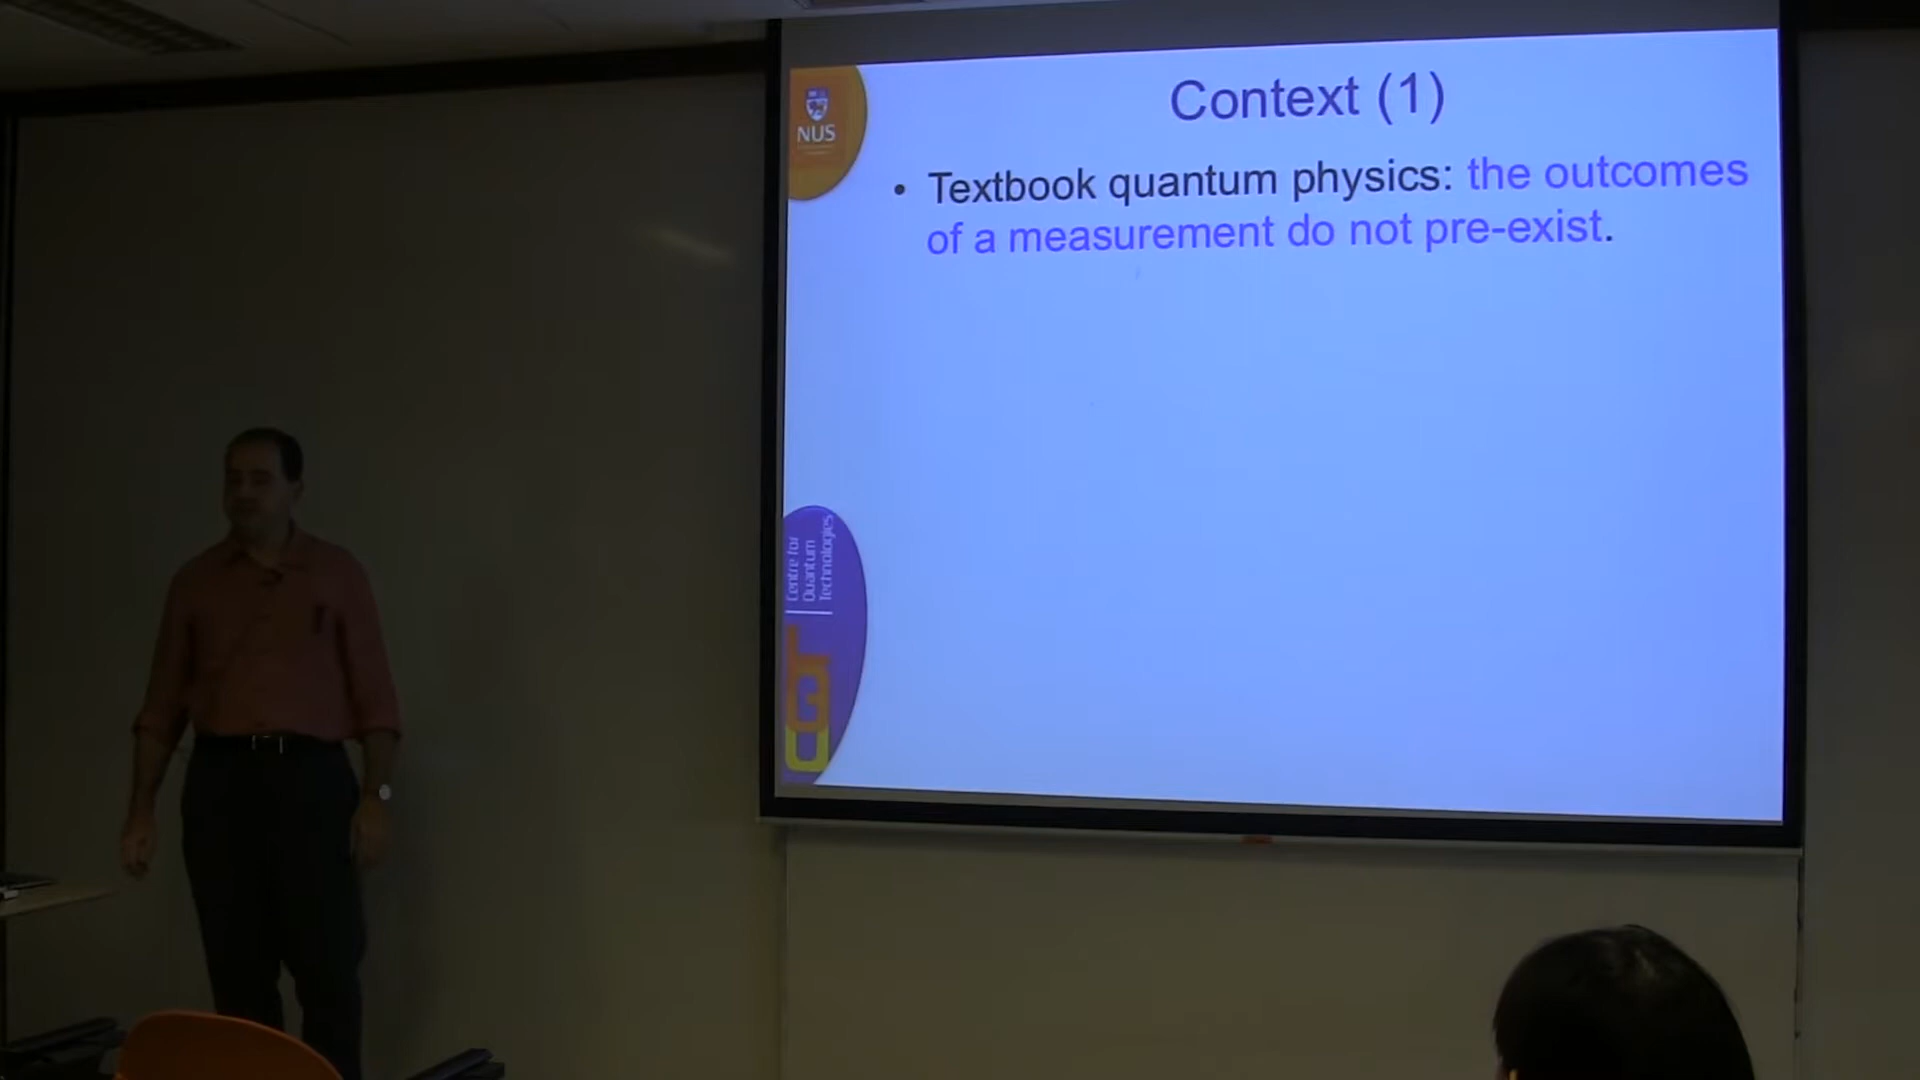 Context (1)
NUS
• Textbook quantum physics: the outcomes
of a measurement do not pre-exist.
Centre for
Quantum
Technologies